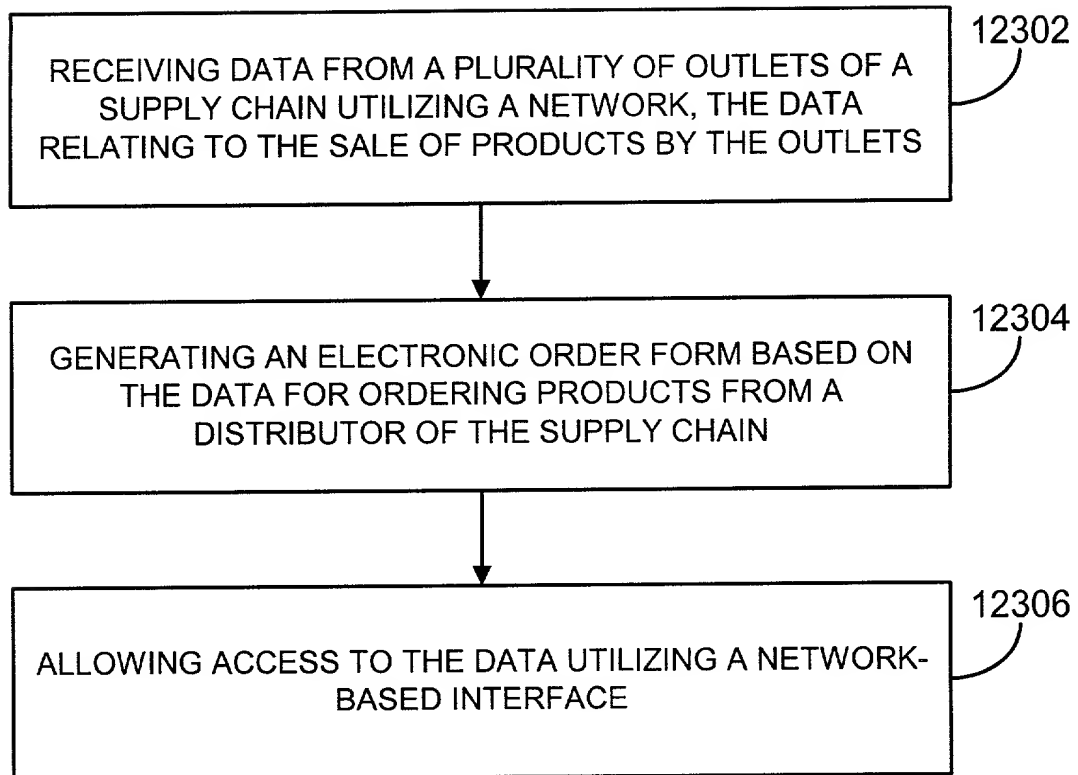 12302
RECEIVING DATA FROM A PLURALITY OF OUTLETS OF A
SUPPLY CHAIN UTILIZING A NETWORK, THE DATA
RELATING TO THE SALE OF PRODUCTS BY THE OUTLETS
12304
GENERATING AN ELECTRONIC ORDER FORM BASED ON
THE DATA FOR ORDERING PRODUCTS FROM A
DISTRIBUTOR OF THE SUPPLY CHAIN
12306
ALLOWING ACCESS TO THE DATA UTILIZING A NETWORK-
BASED INTERFACE